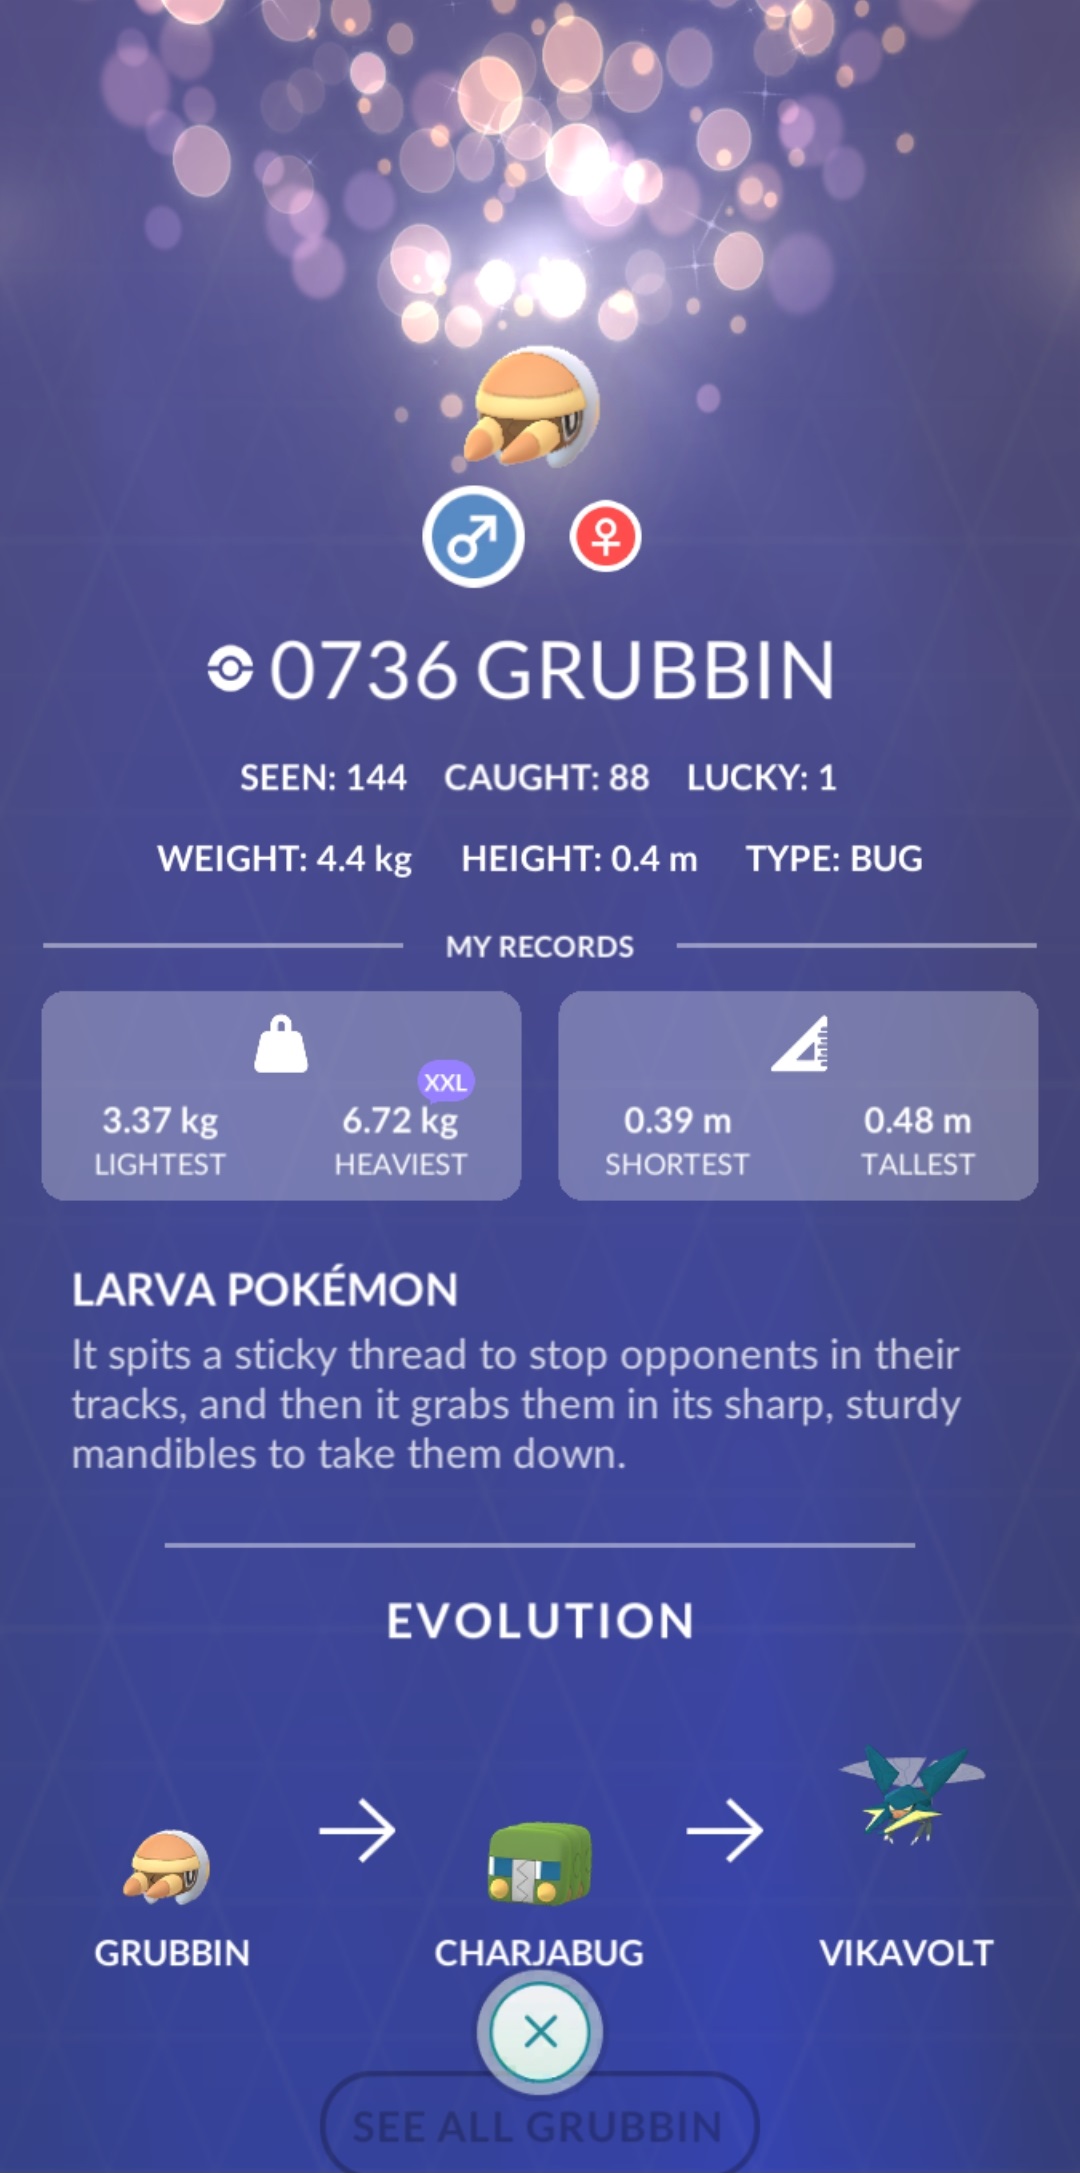 0736 GRUBBIN
SEEN: 144 CAUGHT: 88 LUCKY: 1
WEIGHT: 4.4 kg HEIGHT: 0.4 m TYPE: BUG
MY RECORDS
XXL
3.37 kg 6.72 kg 0.39 m 0.48 m
LIGHTEST HEAVIEST SHORTEST TALLEST
LARVA POKÉMON
It spits a sticky thread to stop opponents in their
tracks, and then it grabs them in its sharp, sturdy
mandibles to take them down.
EVOLUTION
GRUBBIN CHARJABUG VIKAVOLT
SEE ALL GRUBBIN